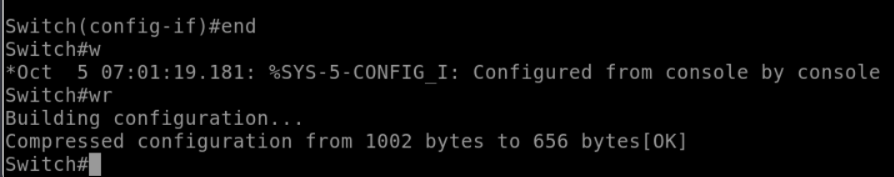 Switch(config-if)#end
Switch#w
*Oct  5 07:01:19.181: %SYS-5-CONFIG_I: Configured from console by console
Switch#wr
Building configuration...
Compressed configuration from 1002 bytes to 656 bytes[OK]
Switch#